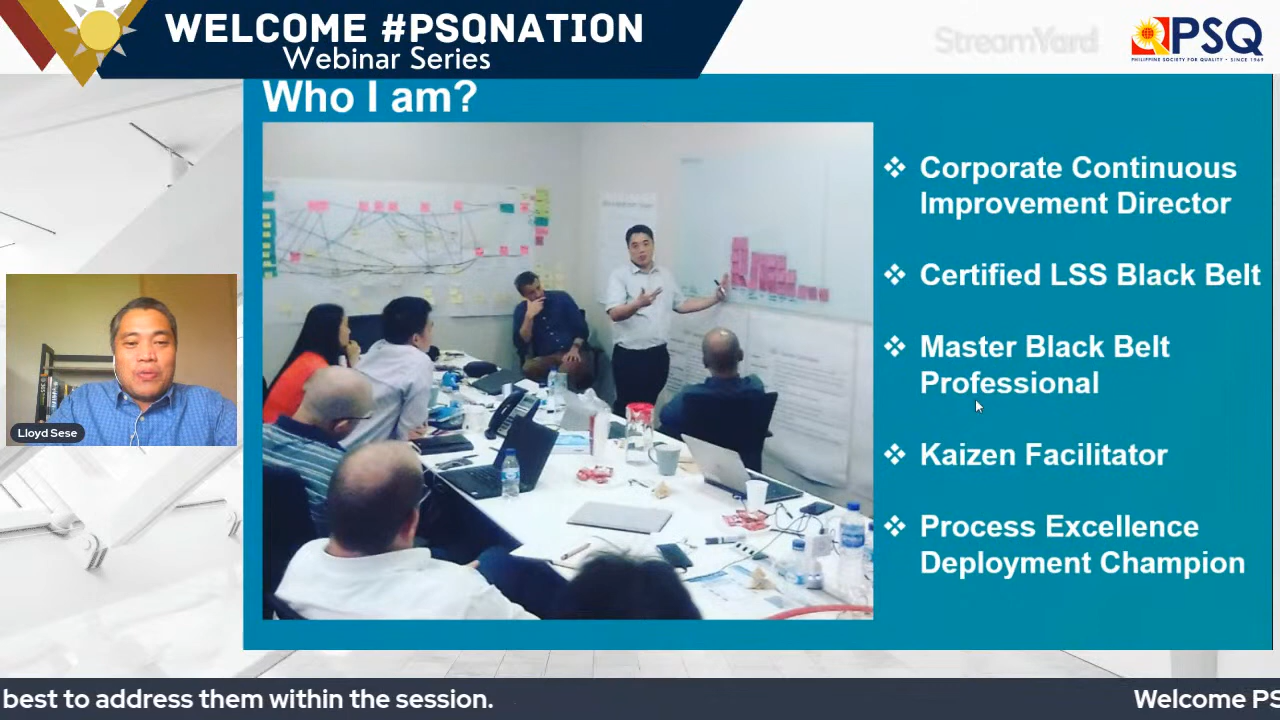 WELCOME #PSQNATION
Webinar Series
StreamYard
PSQ
PHILIPPINE SOCIETY FOR QUALITY • SINCE 1969
Who I am?
Corporate Continuous
Improvement Director
Certified LSS Black Belt
Master Black Belt
Professional
Kaizen Facilitator
Process Excellence
Deployment Champion
Lloyd Sese
best to address them within the session.
Welcome PS